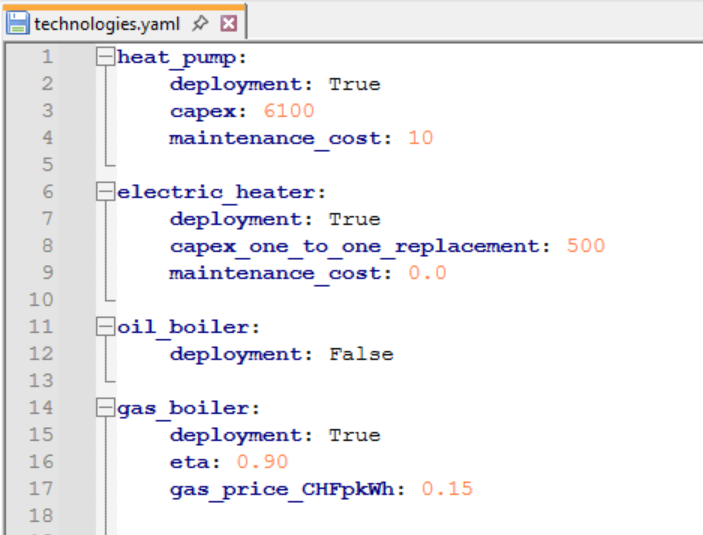 technologies.yaml
1 heat_pump:
2     deployment: True
3     capex: 6100
4     maintenance_cost: 10
5
6 electric_heater:
7     deployment: True
8     capex_one_to_one_replacement: 500
9     maintenance_cost: 0.0
10
11 oil_boiler:
12     deployment: False
13
14 gas_boiler:
15     deployment: True
16     eta: 0.90
17     gas_price_CHFpkWh: 0.15
18